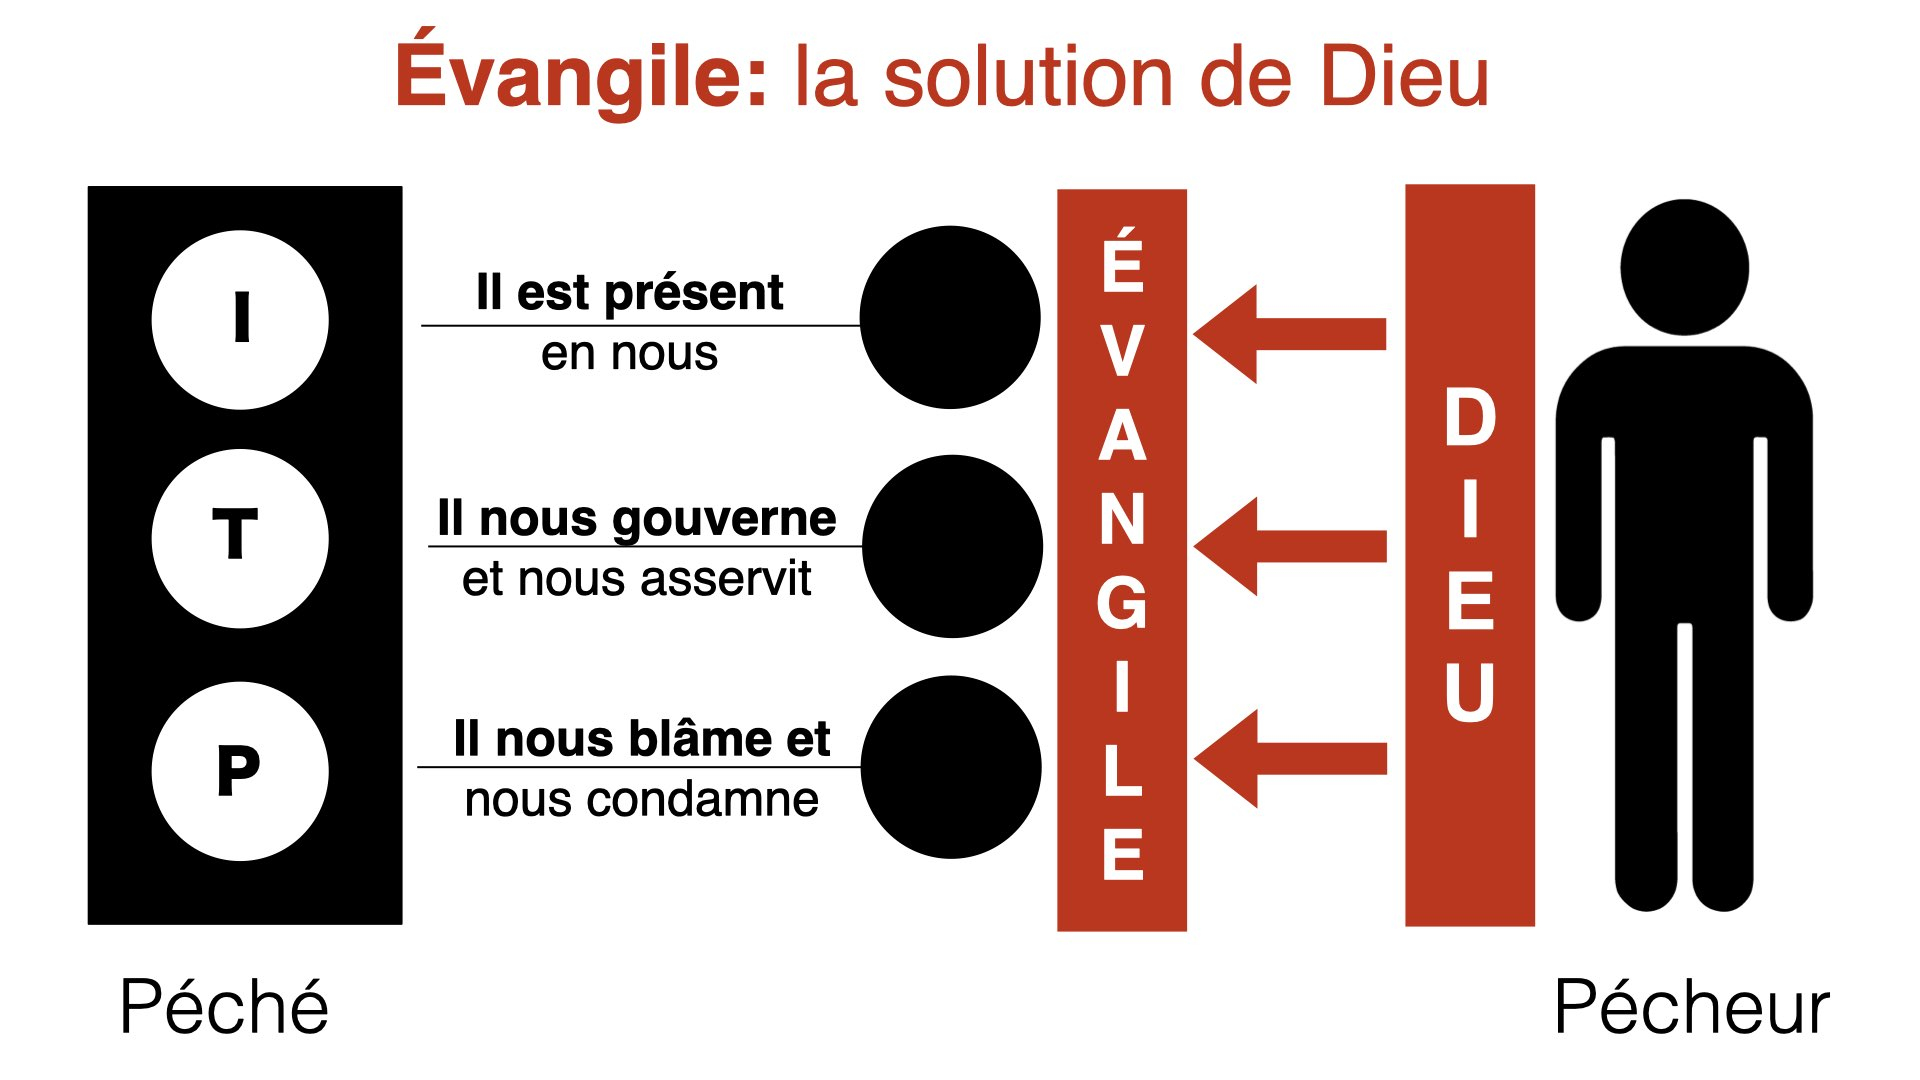 Évangile: la solution de Dieu
I
Il est présent
en nous
T
Il nous gouverne
et nous asservit
P
Il nous blâme et
nous condamne
ÉVANGILE
DIEU
Péché
Pécheur